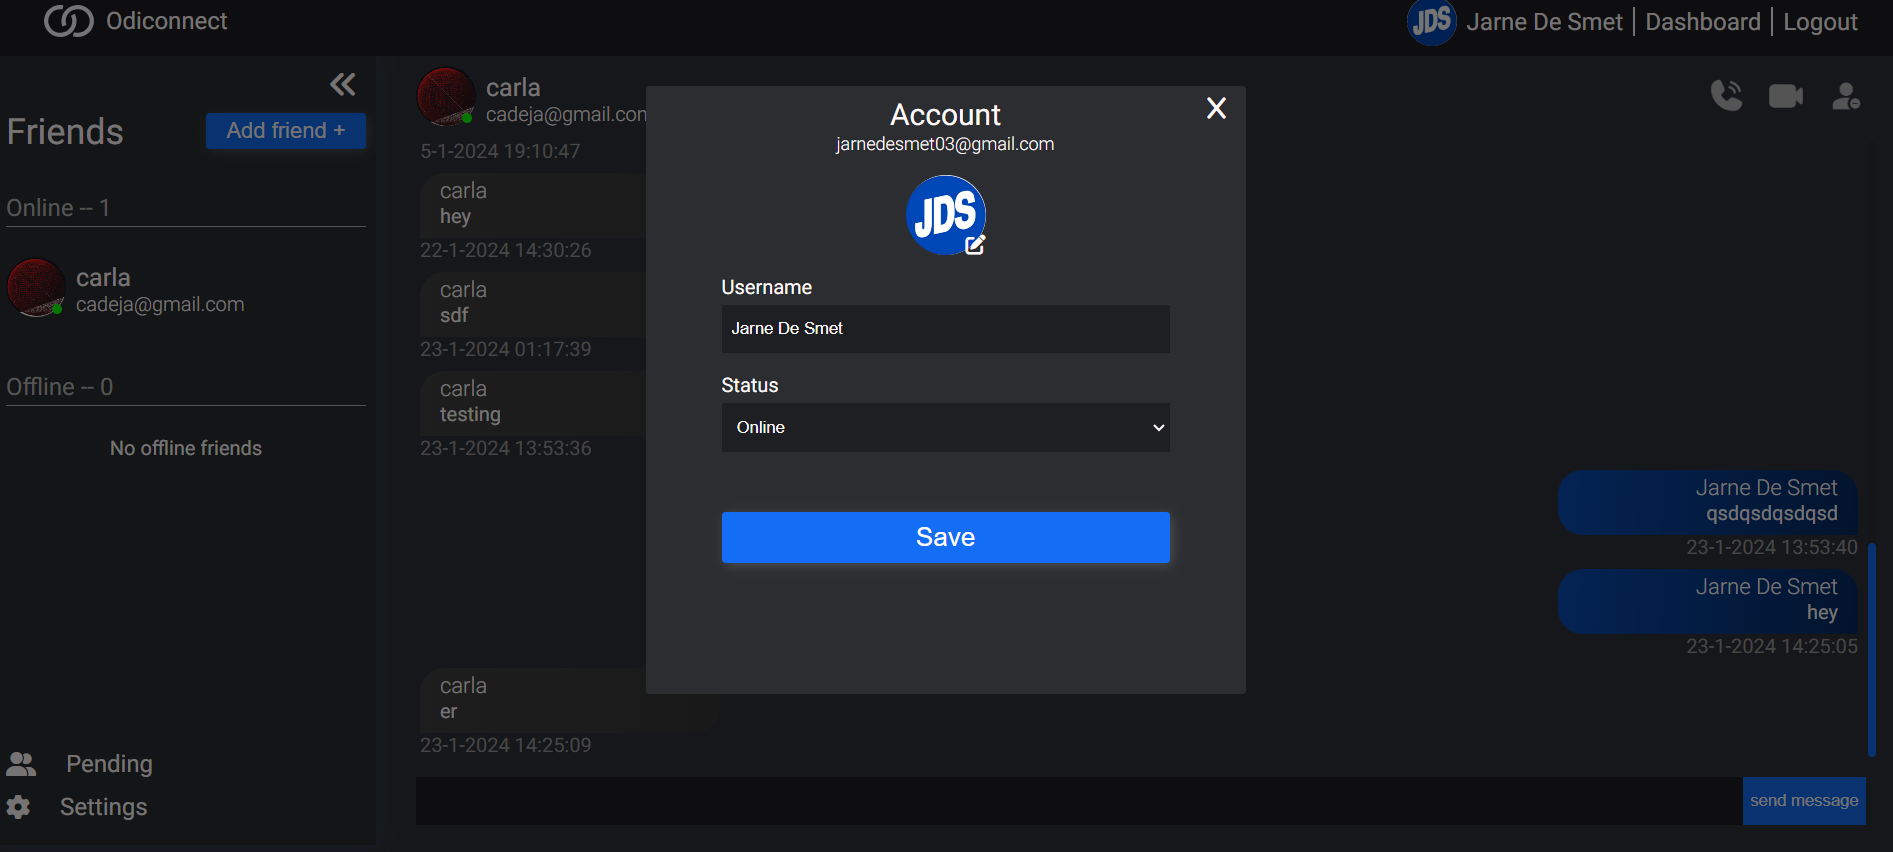 Odiconnect
JDS Jarne De Smet Dashboard Logout
Friends
Add friend +
Online -- 1
carla
cadeja@gmail.com
Offline -- 0
No offline friends
Pending
Settings
carla
cadeja@gmail.con
5-1-2024 19:10:47
carla
hey
22-1-2024 14:30:26
carla
sdf
23-1-2024 01:17:39
carla
testing
23-1-2024 13:53:36
Jarne De Smet
qsdqsdqsdqsd
23-1-2024 13:53:40
Jarne De Smet
hey
23-1-2024 14:25:05
carla
er
23-1-2024 14:25:09
send message
Account
X
jarnedesmet03@gmail.com
JDS
Username
Jarne De Smet
Status
Online
Save